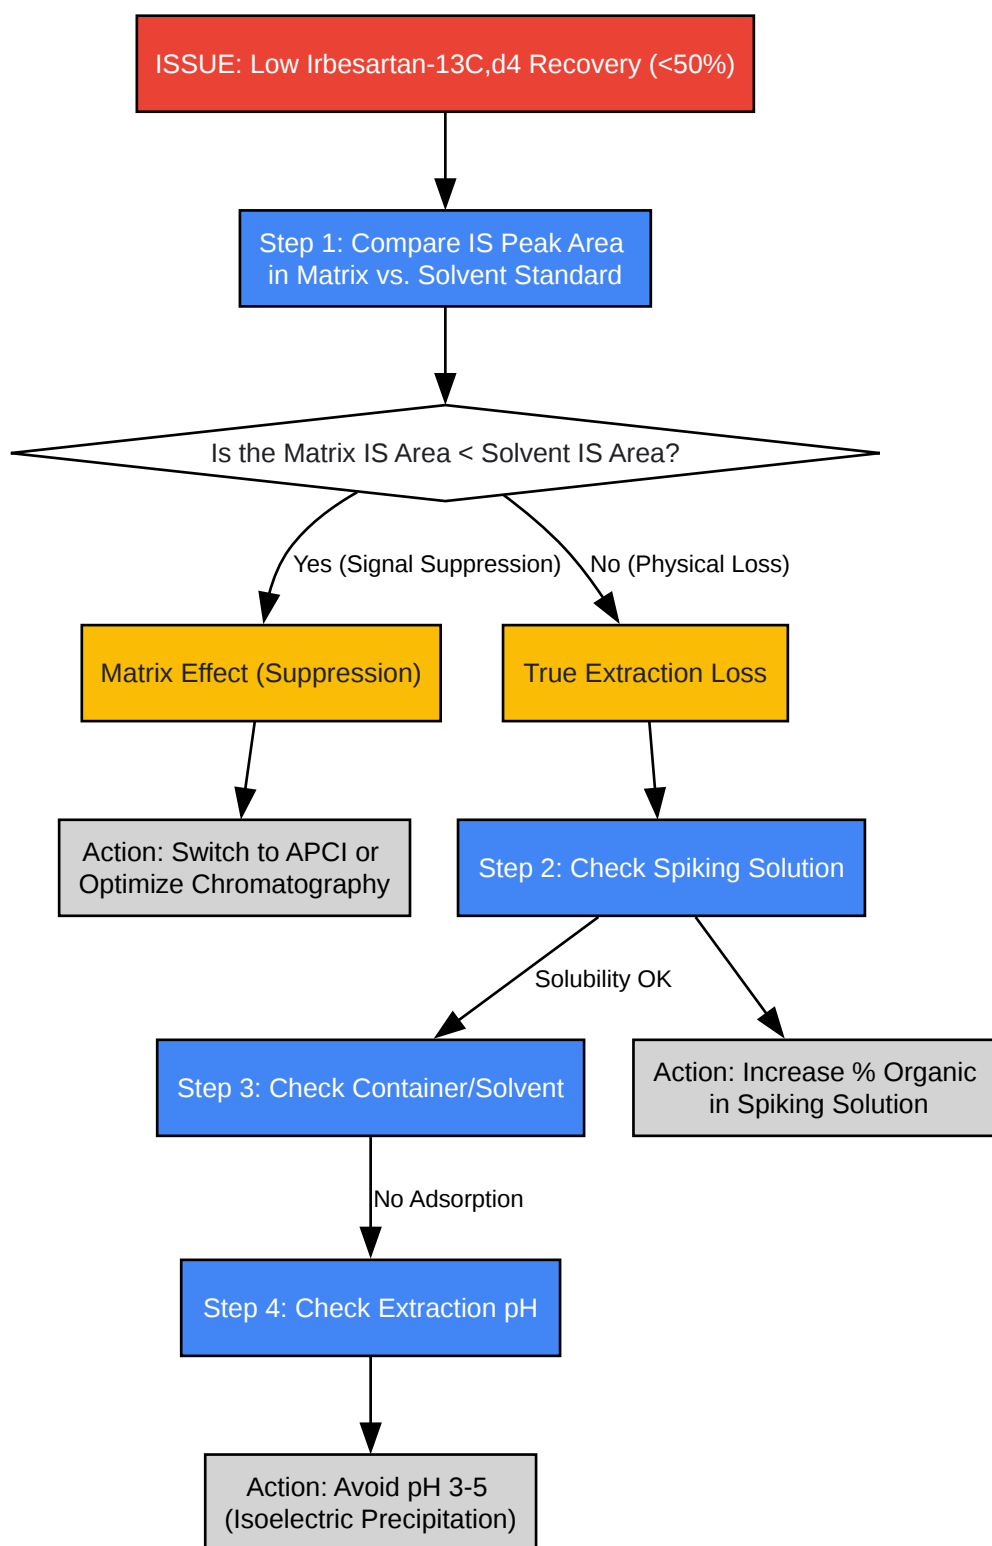 ISSUE: Low Irbesartan-13C,d4 Recovery (<50%)
Step 1: Compare IS Peak Area
in Matrix vs. Solvent Standard
Is the Matrix IS Area < Solvent IS Area?
Yes (Signal Suppression)
No (Physical Loss)
Matrix Effect (Suppression)
True Extraction Loss
Action: Switch to APCI or
Optimize Chromatography
Step 2: Check Spiking Solution
Solubility OK
Step 3: Check Container/Solvent
Action: Increase % Organic
in Spiking Solution
No Adsorption
Step 4: Check Extraction pH
Action: Avoid pH 3-5
(Isoelectric Precipitation)